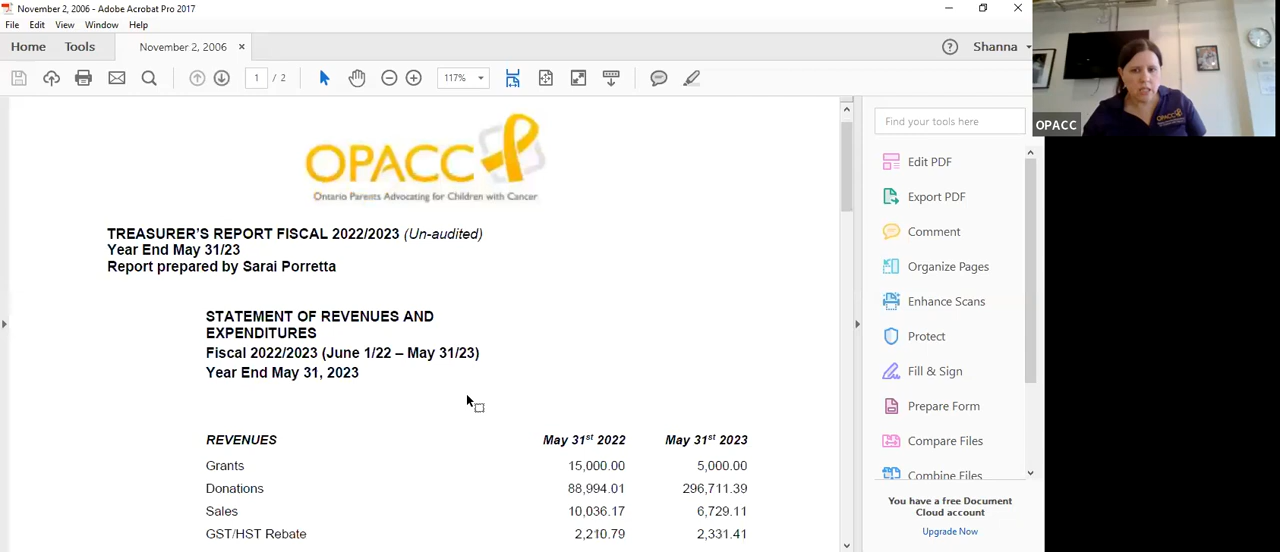 November 2, 2006 - Adobe Acrobat Pro 2017
File Edit View Window Help
Home Tools November 2, 2006 × Shanna
1 / 2 117%
OPACC
Ontario Parents Advocating for Children with Cancer
TREASURER'S REPORT FISCAL 2022/2023 (Un-audited)
Year End May 31/23
Report prepared by Sarai Porretta
STATEMENT OF REVENUES AND
EXPENDITURES
Fiscal 2022/2023 (June 1/22 – May 31/23)
Year End May 31, 2023
REVENUES May 31st 2022 May 31st 2023
Grants 15,000.00 5,000.00
Donations 88,994.01 296,711.39
Sales 10,036.17 6,729.11
GST/HST Rebate 2,210.79 2,331.41
Find your tools here
Edit PDF
Export PDF
Comment
Organize Pages
Enhance Scans
Protect
Fill & Sign
Prepare Form
Compare Files
Combine Files
You have a free Document
Cloud account
Upgrade Now
OPACC
OPACC